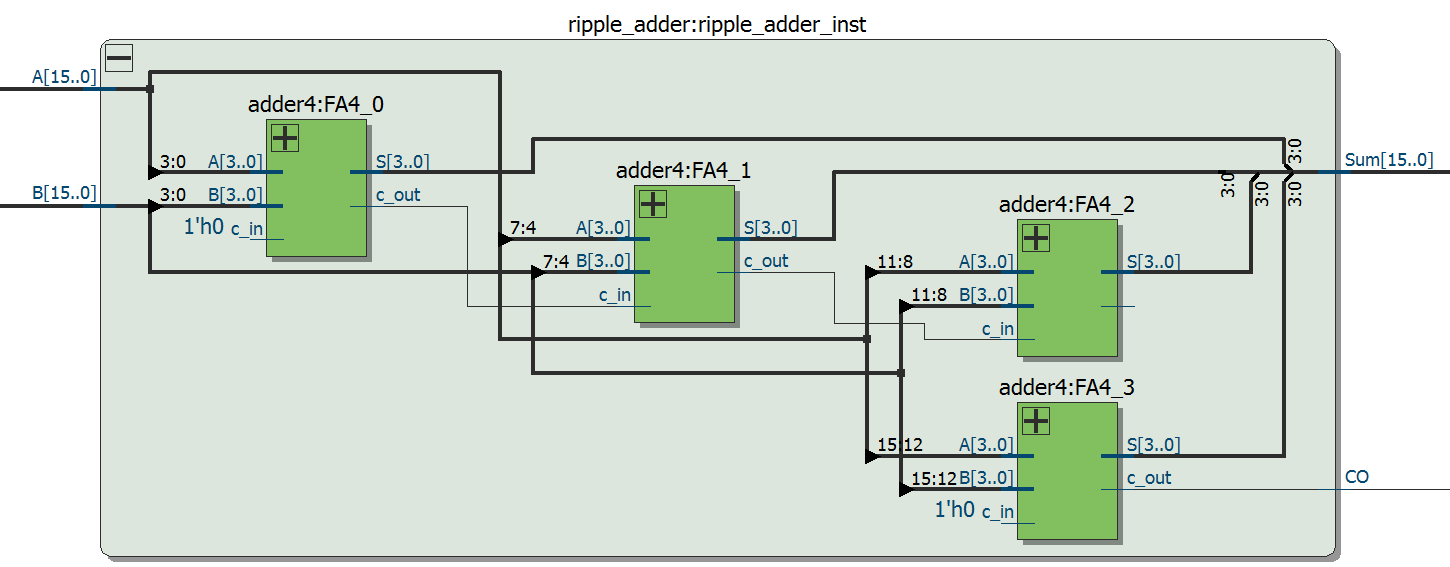 ripple_adder:ripple_adder_inst
A[15..0]
B[15..0]
adder4:FA4_0
3:0 A[3..0]
3:0 B[3..0]
1'h0 c_in
S[3..0]
c_out
adder4:FA4_1
7:4 A[3..0]
7:4 B[3..0]
c_in
S[3..0]
c_out
adder4:FA4_2
11:8 A[3..0]
11:8 B[3..0]
c_in
S[3..0]
adder4:FA4_3
15:12 A[3..0]
15:12 B[3..0]
1'h0 c_in
S[3..0]
c_out
3:0
3:0
3:0
3:0
Sum[15..0]
CO